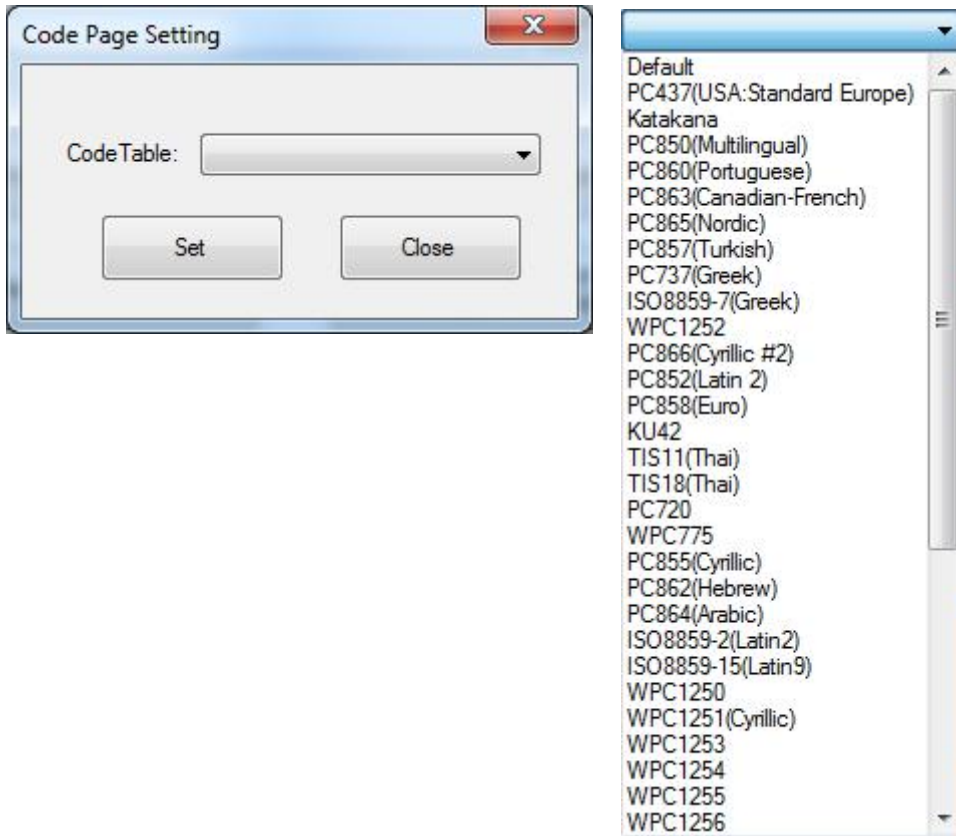 Code Page Setting
CodeTable:
Set Close
Default
PC437(USA:Standard Europe)
Katakana
PC850(Multilingual)
PC860(Portuguese)
PC863(Canadian-French)
PC865(Nordic)
PC857(Turkish)
PC737(Greek)
ISO8859-7(Greek)
WPC1252
PC866(Cyrillic #2)
PC852(Latin 2)
PC858(Euro)
KU42
TIS11(Thai)
TIS18(Thai)
PC720
WPC775
PC855(Cyrillic)
PC862(Hebrew)
PC864(Arabic)
ISO8859-2(Latin2)
ISO8859-15(Latin9)
WPC1250
WPC1251(Cyrillic)
WPC1253
WPC1254
WPC1255
WPC1256